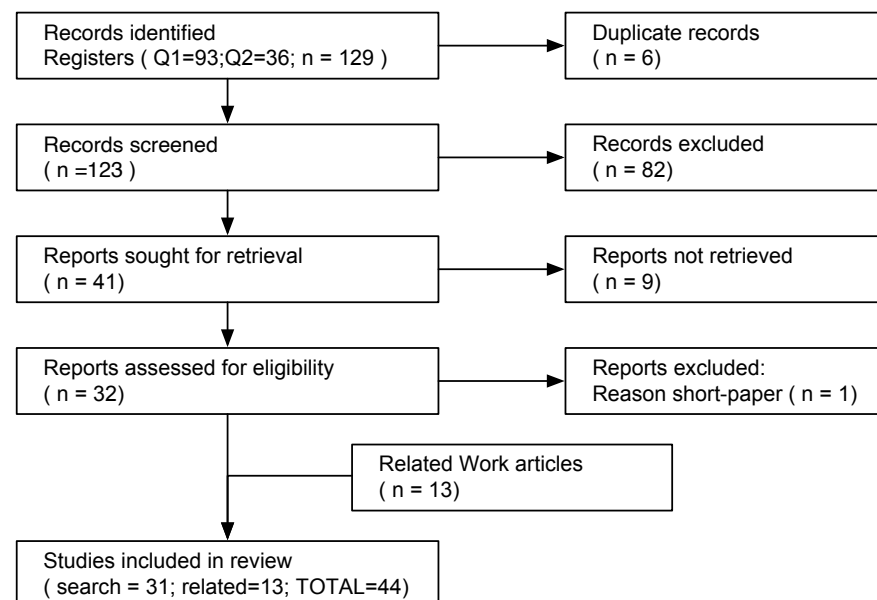 Records identified
Registers ( Q1=93;Q2=36; n = 129 )
Duplicate records
( n = 6)
Records screened
( n =123 )
Records excluded
( n = 82)
Reports sought for retrieval
( n = 41)
Reports not retrieved
( n = 9)
Reports assessed for eligibility
( n = 32)
Reports excluded:
Reason short-paper ( n = 1)
Related Work articles
( n = 13)
Studies included in review
( search = 31; related=13; TOTAL=44)